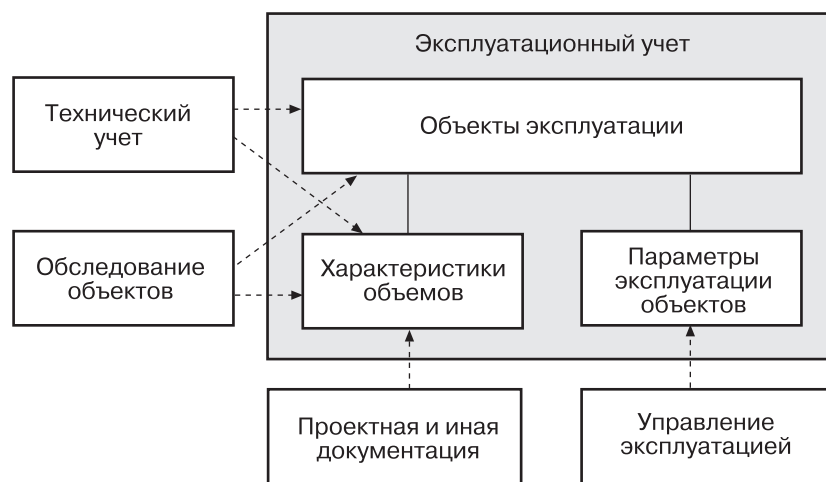 Эксплуатационный учет
Технический
учет
Объекты эксплуатации
Обследование
объектов
Характеристики
объемов
Параметры
эксплуатации
объектов
Проектная и иная
документация
Управление
эксплуатацией